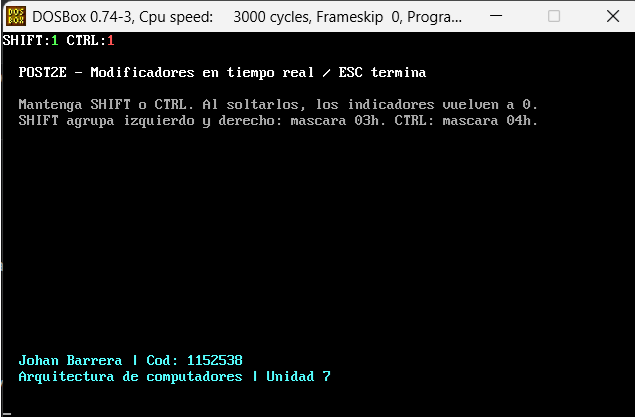 DOSBox 0.74-3, Cpu speed: 3000 cycles, Frameskip 0, Progra...
SHIFT:1 CTRL:1
POST2E - Modificadores en tiempo real / ESC termina
Mantenga SHIFT o CTRL. Al soltarlos, los indicadores vuelven a 0.
SHIFT agrupa izquierdo y derecho: mascara 03h. CTRL: mascara 04h.
Johan Barrera | Cod: 1152538
Arquitectura de computadores | Unidad 7